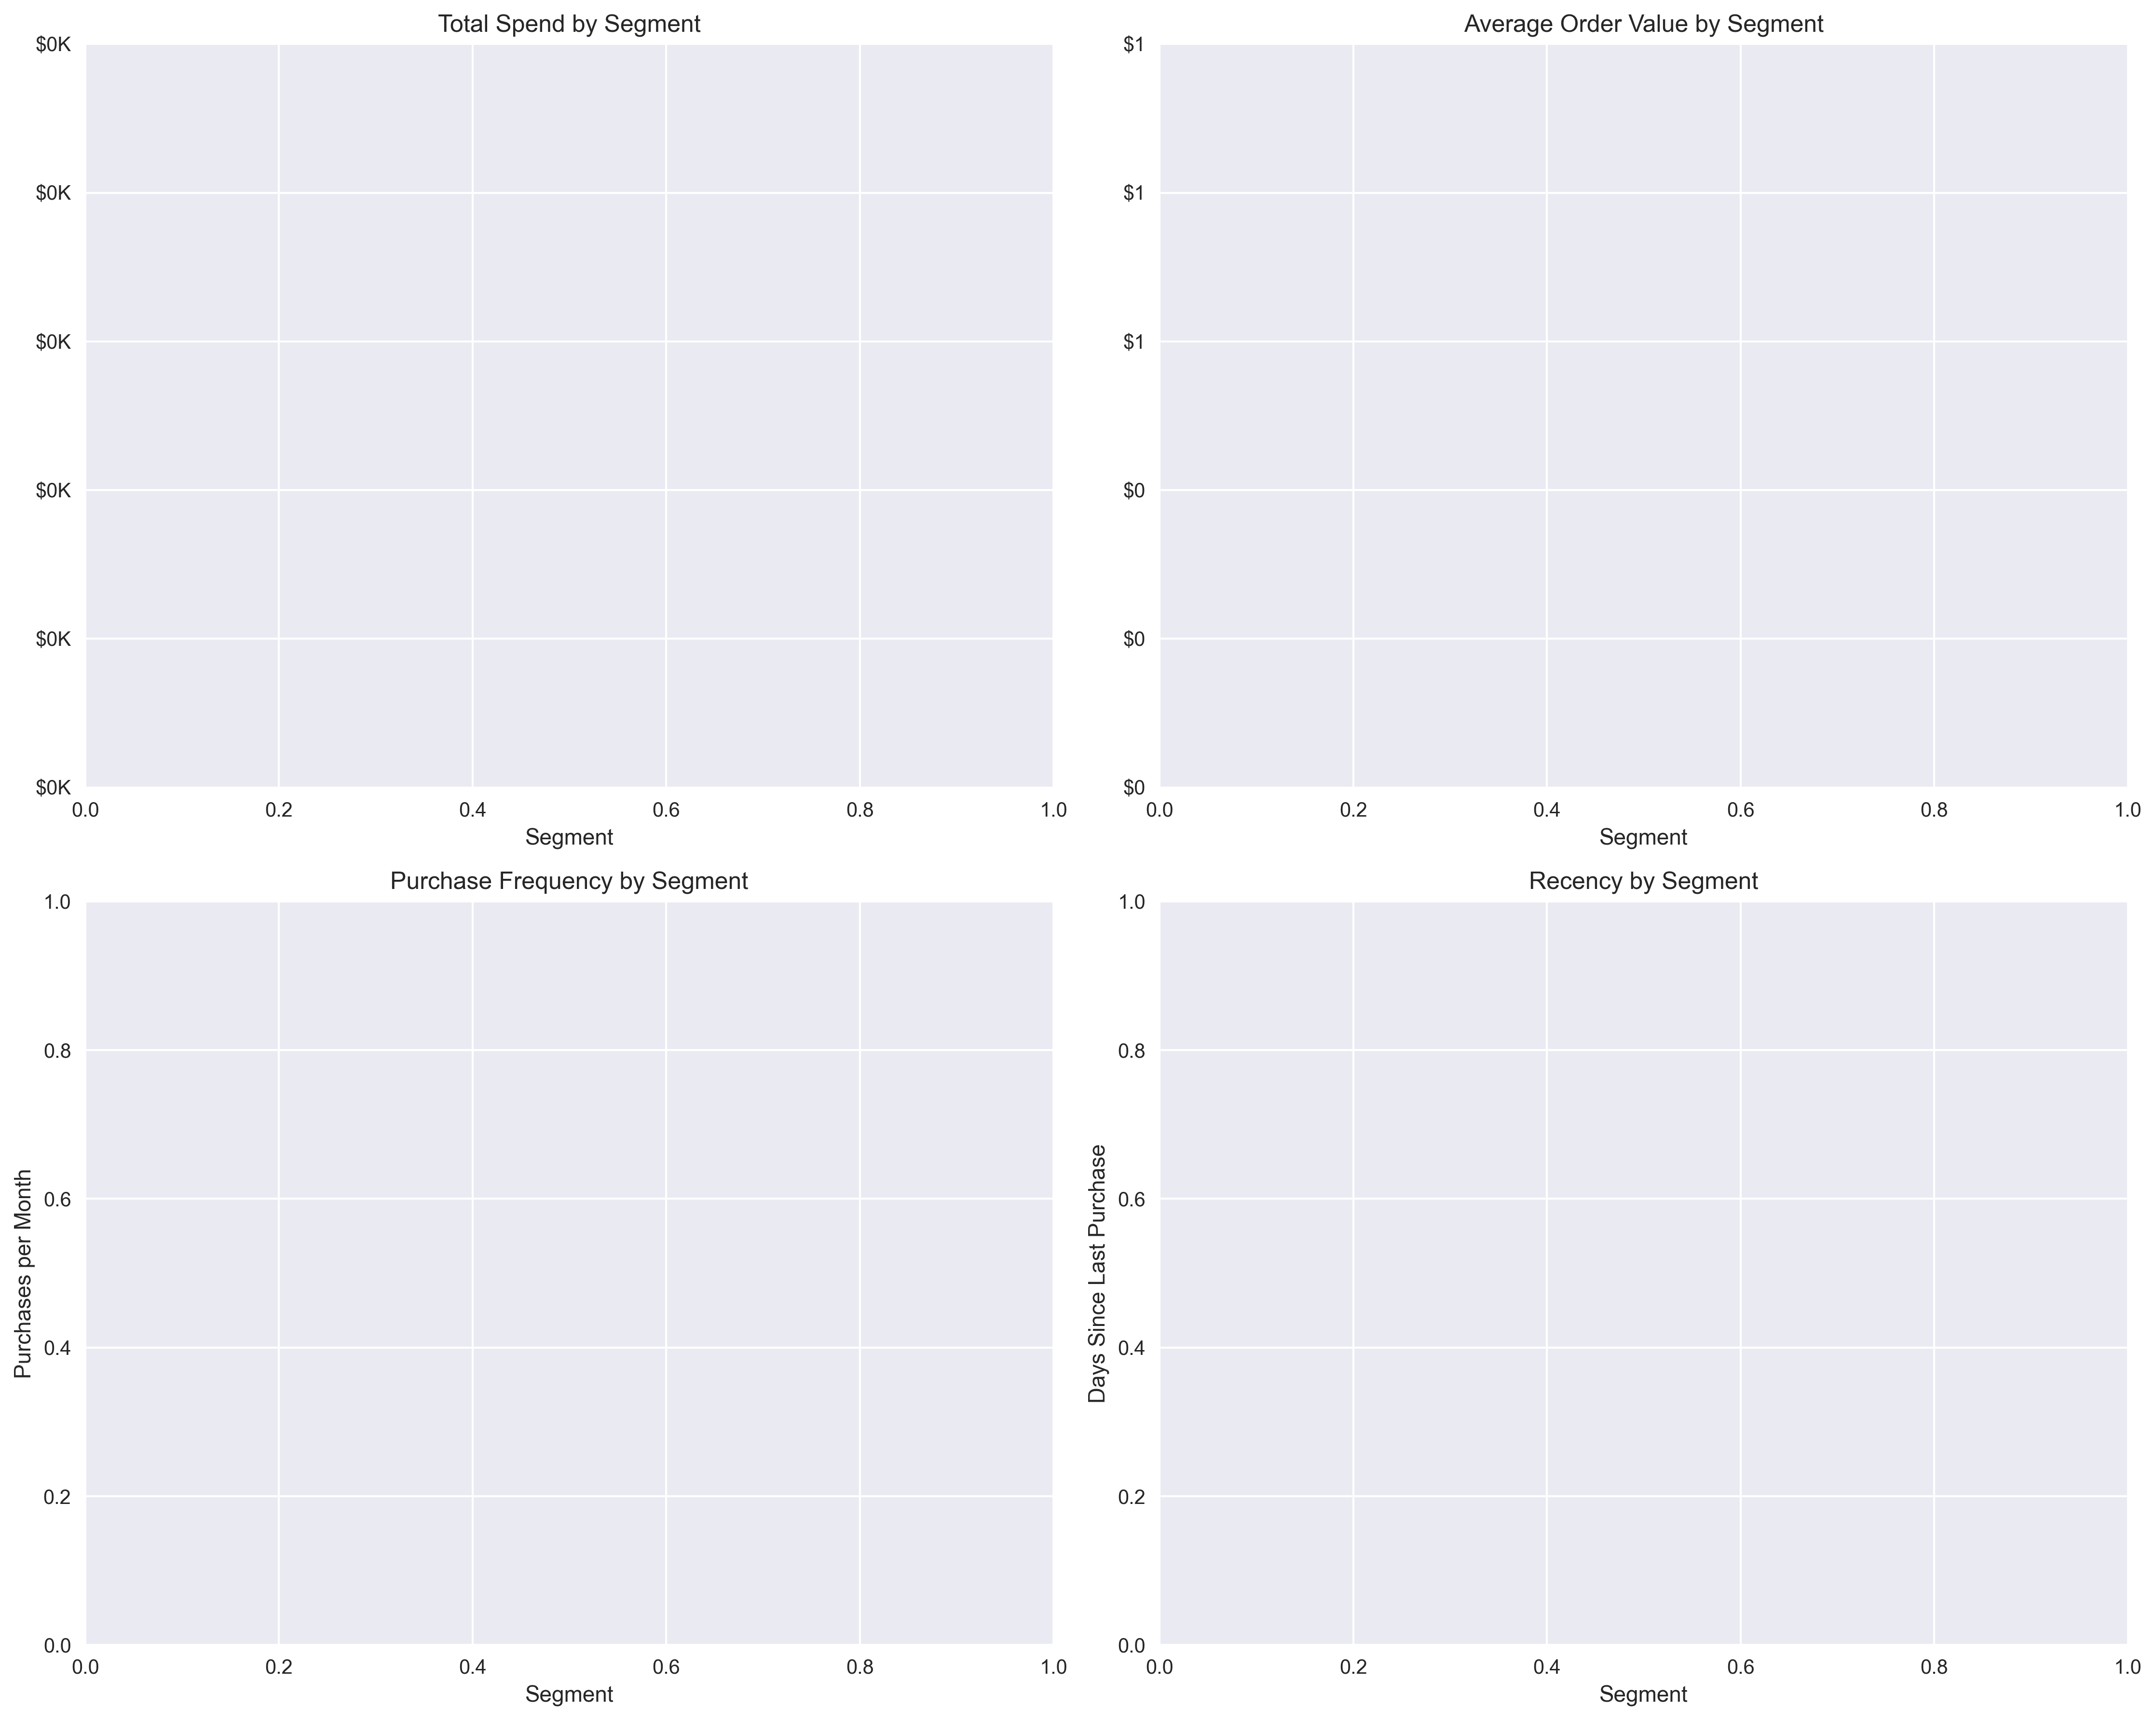 Total Spend by Segment
$0K
$0K
$0K
$0K
$0K
$0K
0.0 0.2 0.4 0.6 0.8 1.0
Segment
Average Order Value by Segment
$1
$1
$1
$0
$0
$0
0.0 0.2 0.4 0.6 0.8 1.0
Segment
Purchase Frequency by Segment
Purchases per Month
1.0
0.8
0.6
0.4
0.2
0.0
0.0 0.2 0.4 0.6 0.8 1.0
Segment
Recency by Segment
Days Since Last Purchase
1.0
0.8
0.6
0.4
0.2
0.0
0.0 0.2 0.4 0.6 0.8 1.0
Segment